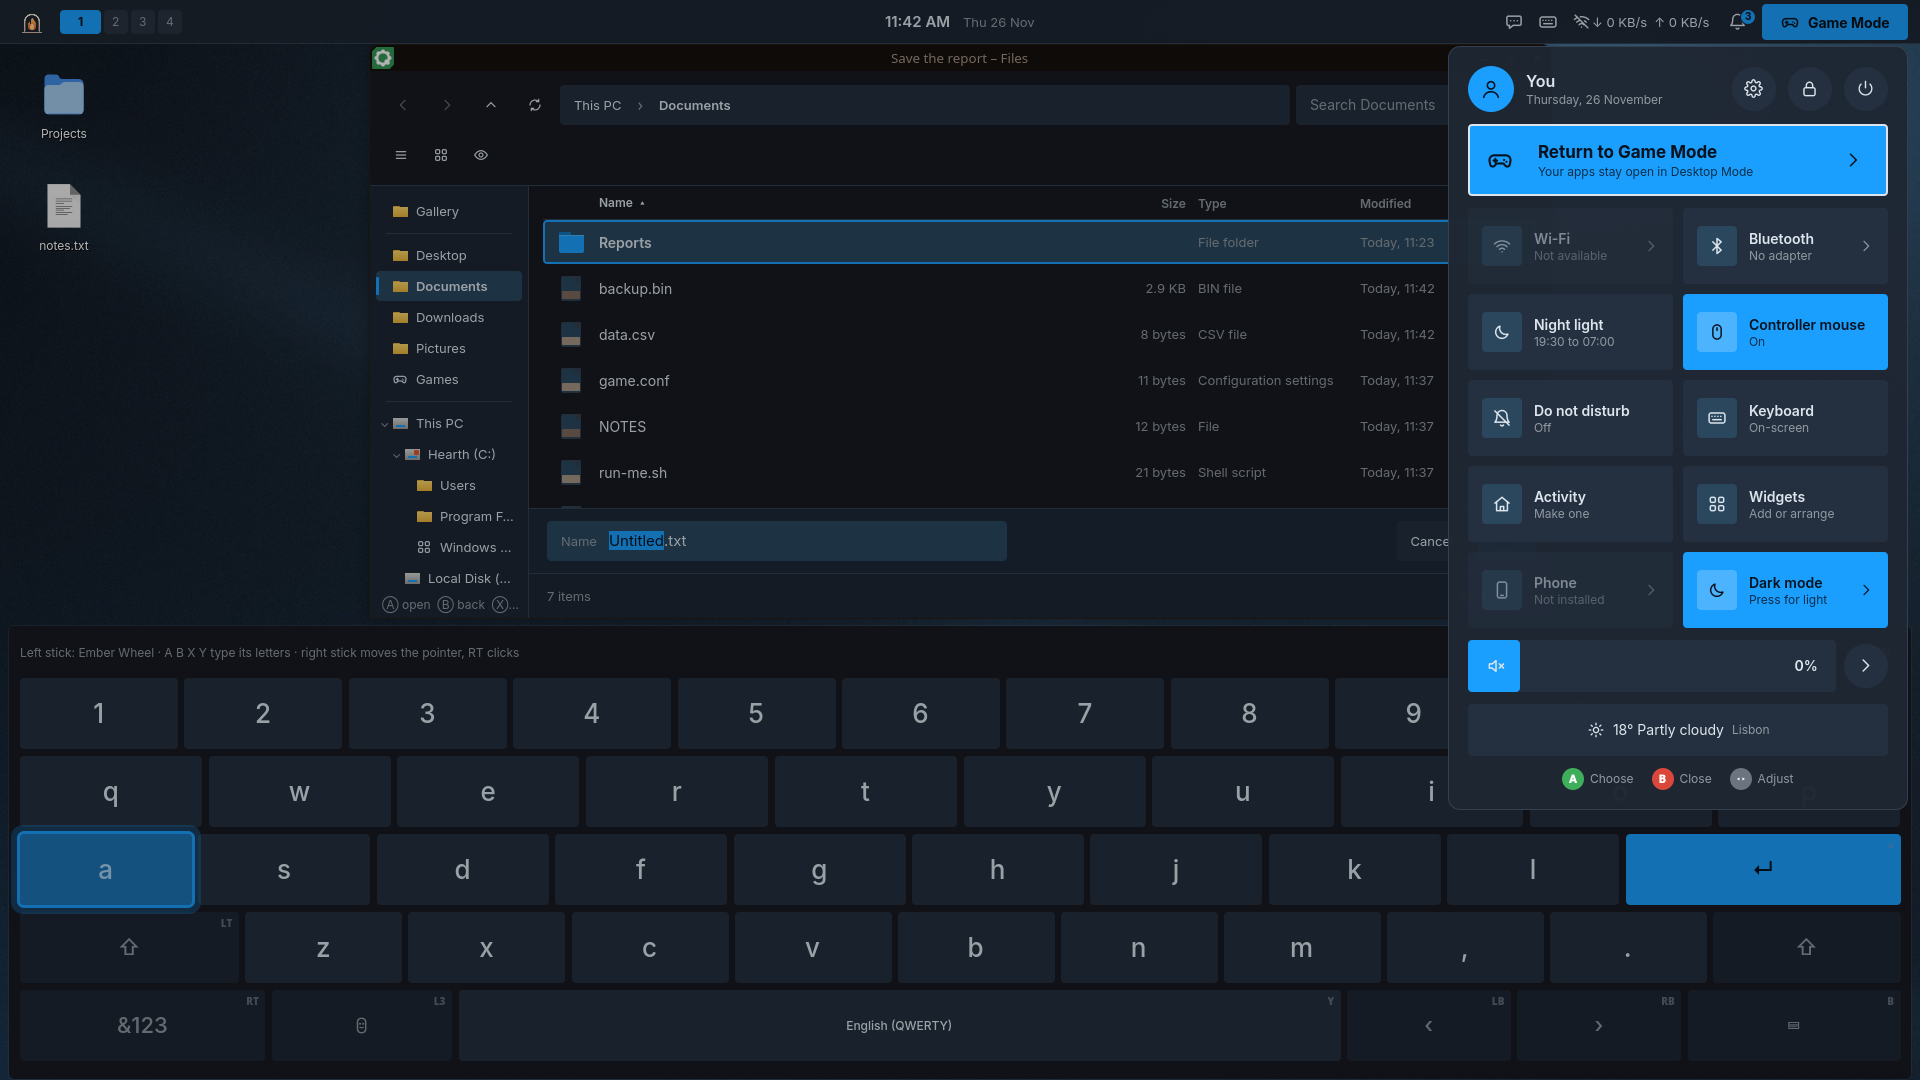 1 2 3 4
11:42 AM Thu 26 Nov
↓ 0 KB/s ↑ 0 KB/s
3
Game Mode
Projects
notes.txt
Save the report – Files
This PC › Documents
Search Documents
Gallery
Desktop
Documents
Downloads
Pictures
Games
This PC
Hearth (C:)
Users
Program F...
Windows ...
Local Disk (...
A open B back X...
Name Size Type Modified
Reports File folder Today, 11:23
backup.bin 2.9 KB BIN file Today, 11:42
data.csv 8 bytes CSV file Today, 11:42
game.conf 11 bytes Configuration settings Today, 11:37
NOTES 12 bytes File Today, 11:37
run-me.sh 21 bytes Shell script Today, 11:37
Name Untitled.txt
Cance
7 items
You
Thursday, 26 November
Return to Game Mode
Your apps stay open in Desktop Mode
Wi-Fi
Not available
Bluetooth
No adapter
Night light
19:30 to 07:00
Controller mouse
On
Do not disturb
Off
Keyboard
On-screen
Activity
Make one
Widgets
Add or arrange
Phone
Not installed
Dark mode
Press for light
0%
18° Partly cloudy Lisbon
A Choose B Close Adjust
Left stick: Ember Wheel · A B X Y type its letters · right stick moves the pointer, RT clicks
1 2 3 4 5 6 7 8 9
q w e r t y u i o p
a s d f g h j k l
LT z x c v b n m , .
&123 RT L3 English (QWERTY) Y ‹ LB › RB B